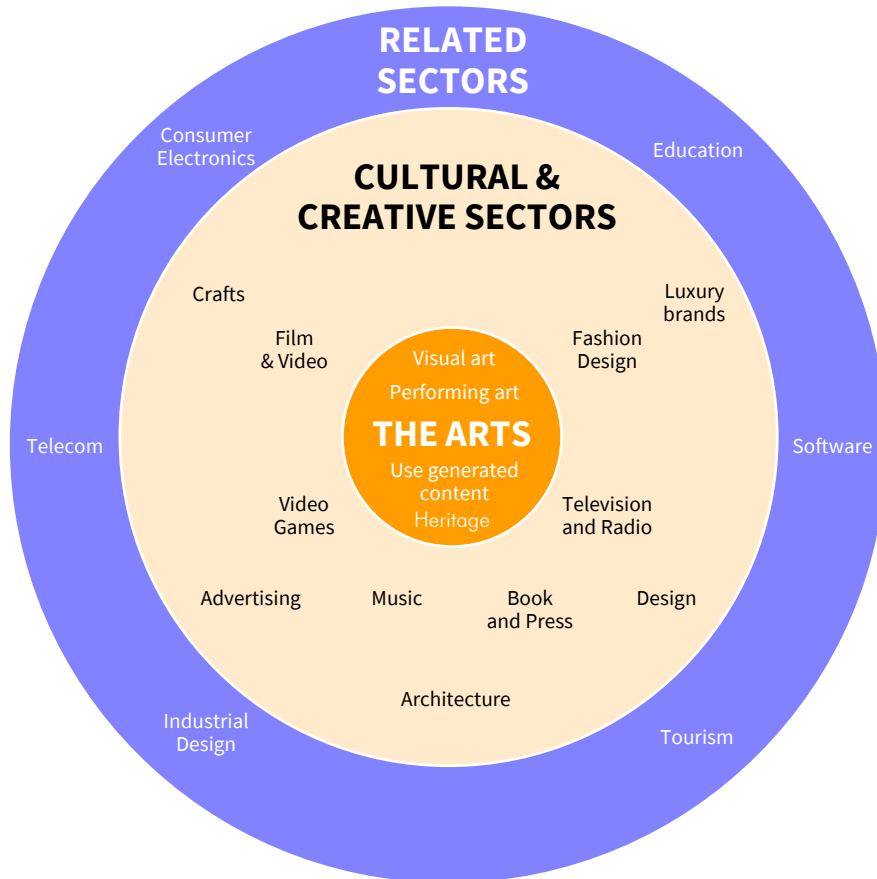 RELATED
SECTORS
Consumer
Electronics
Education
CULTURAL &
CREATIVE SECTORS
Crafts
Luxury
brands
Film
& Video
Fashion
Design
Visual art
Performing art
THE ARTS
Use generated
content
Heritage
Telecom
Software
Video
Games
Television
and Radio
Advertising
Music
Book
and Press
Design
Architecture
Industrial
Design
Tourism